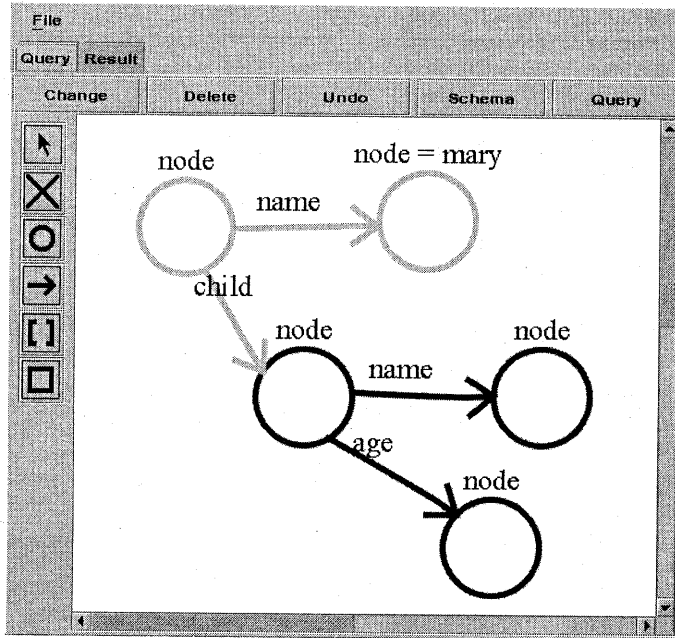 File
Query Result
Change Delete Undo Schema Query
node node = mary
name
child
node node
name
age
node